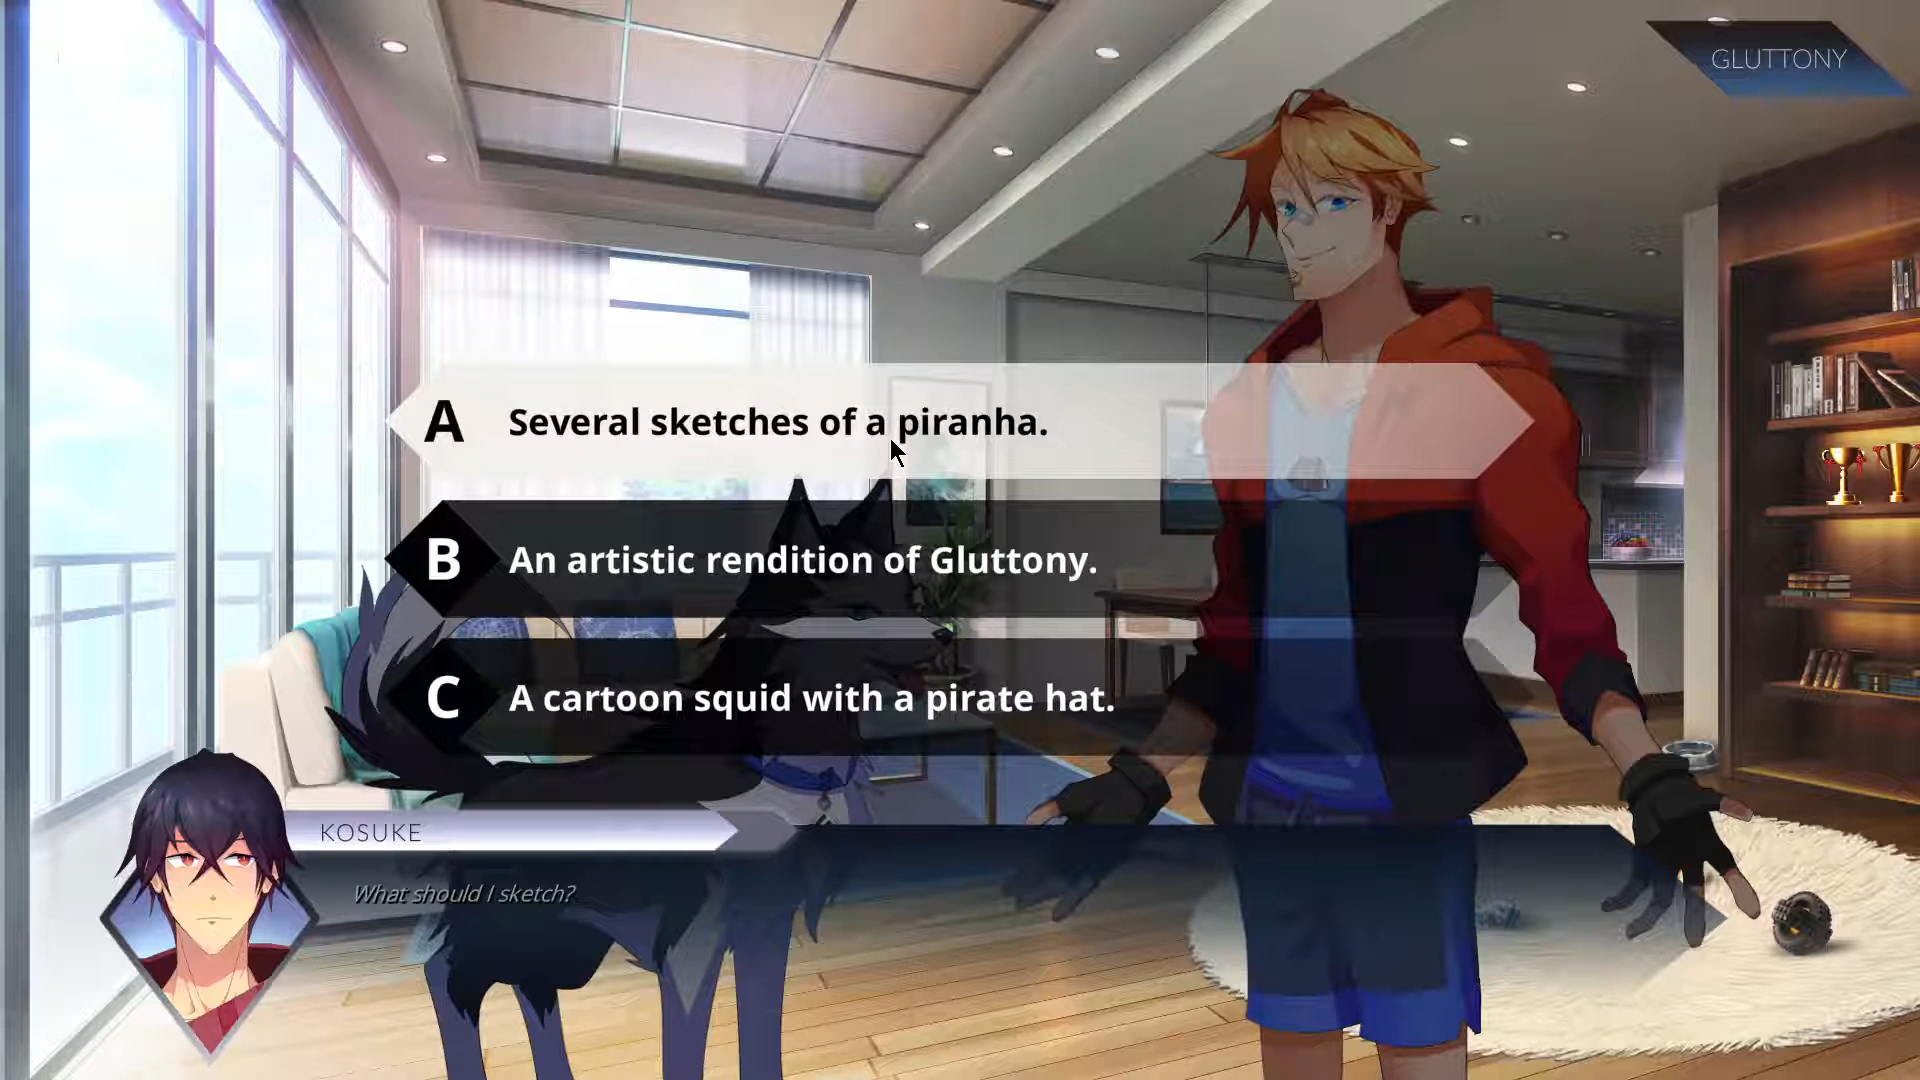 GLUTTONY
A Several sketches of a piranha.
B An artistic rendition of Gluttony.
C A cartoon squid with a pirate hat.
KOSUKE
What should I sketch?